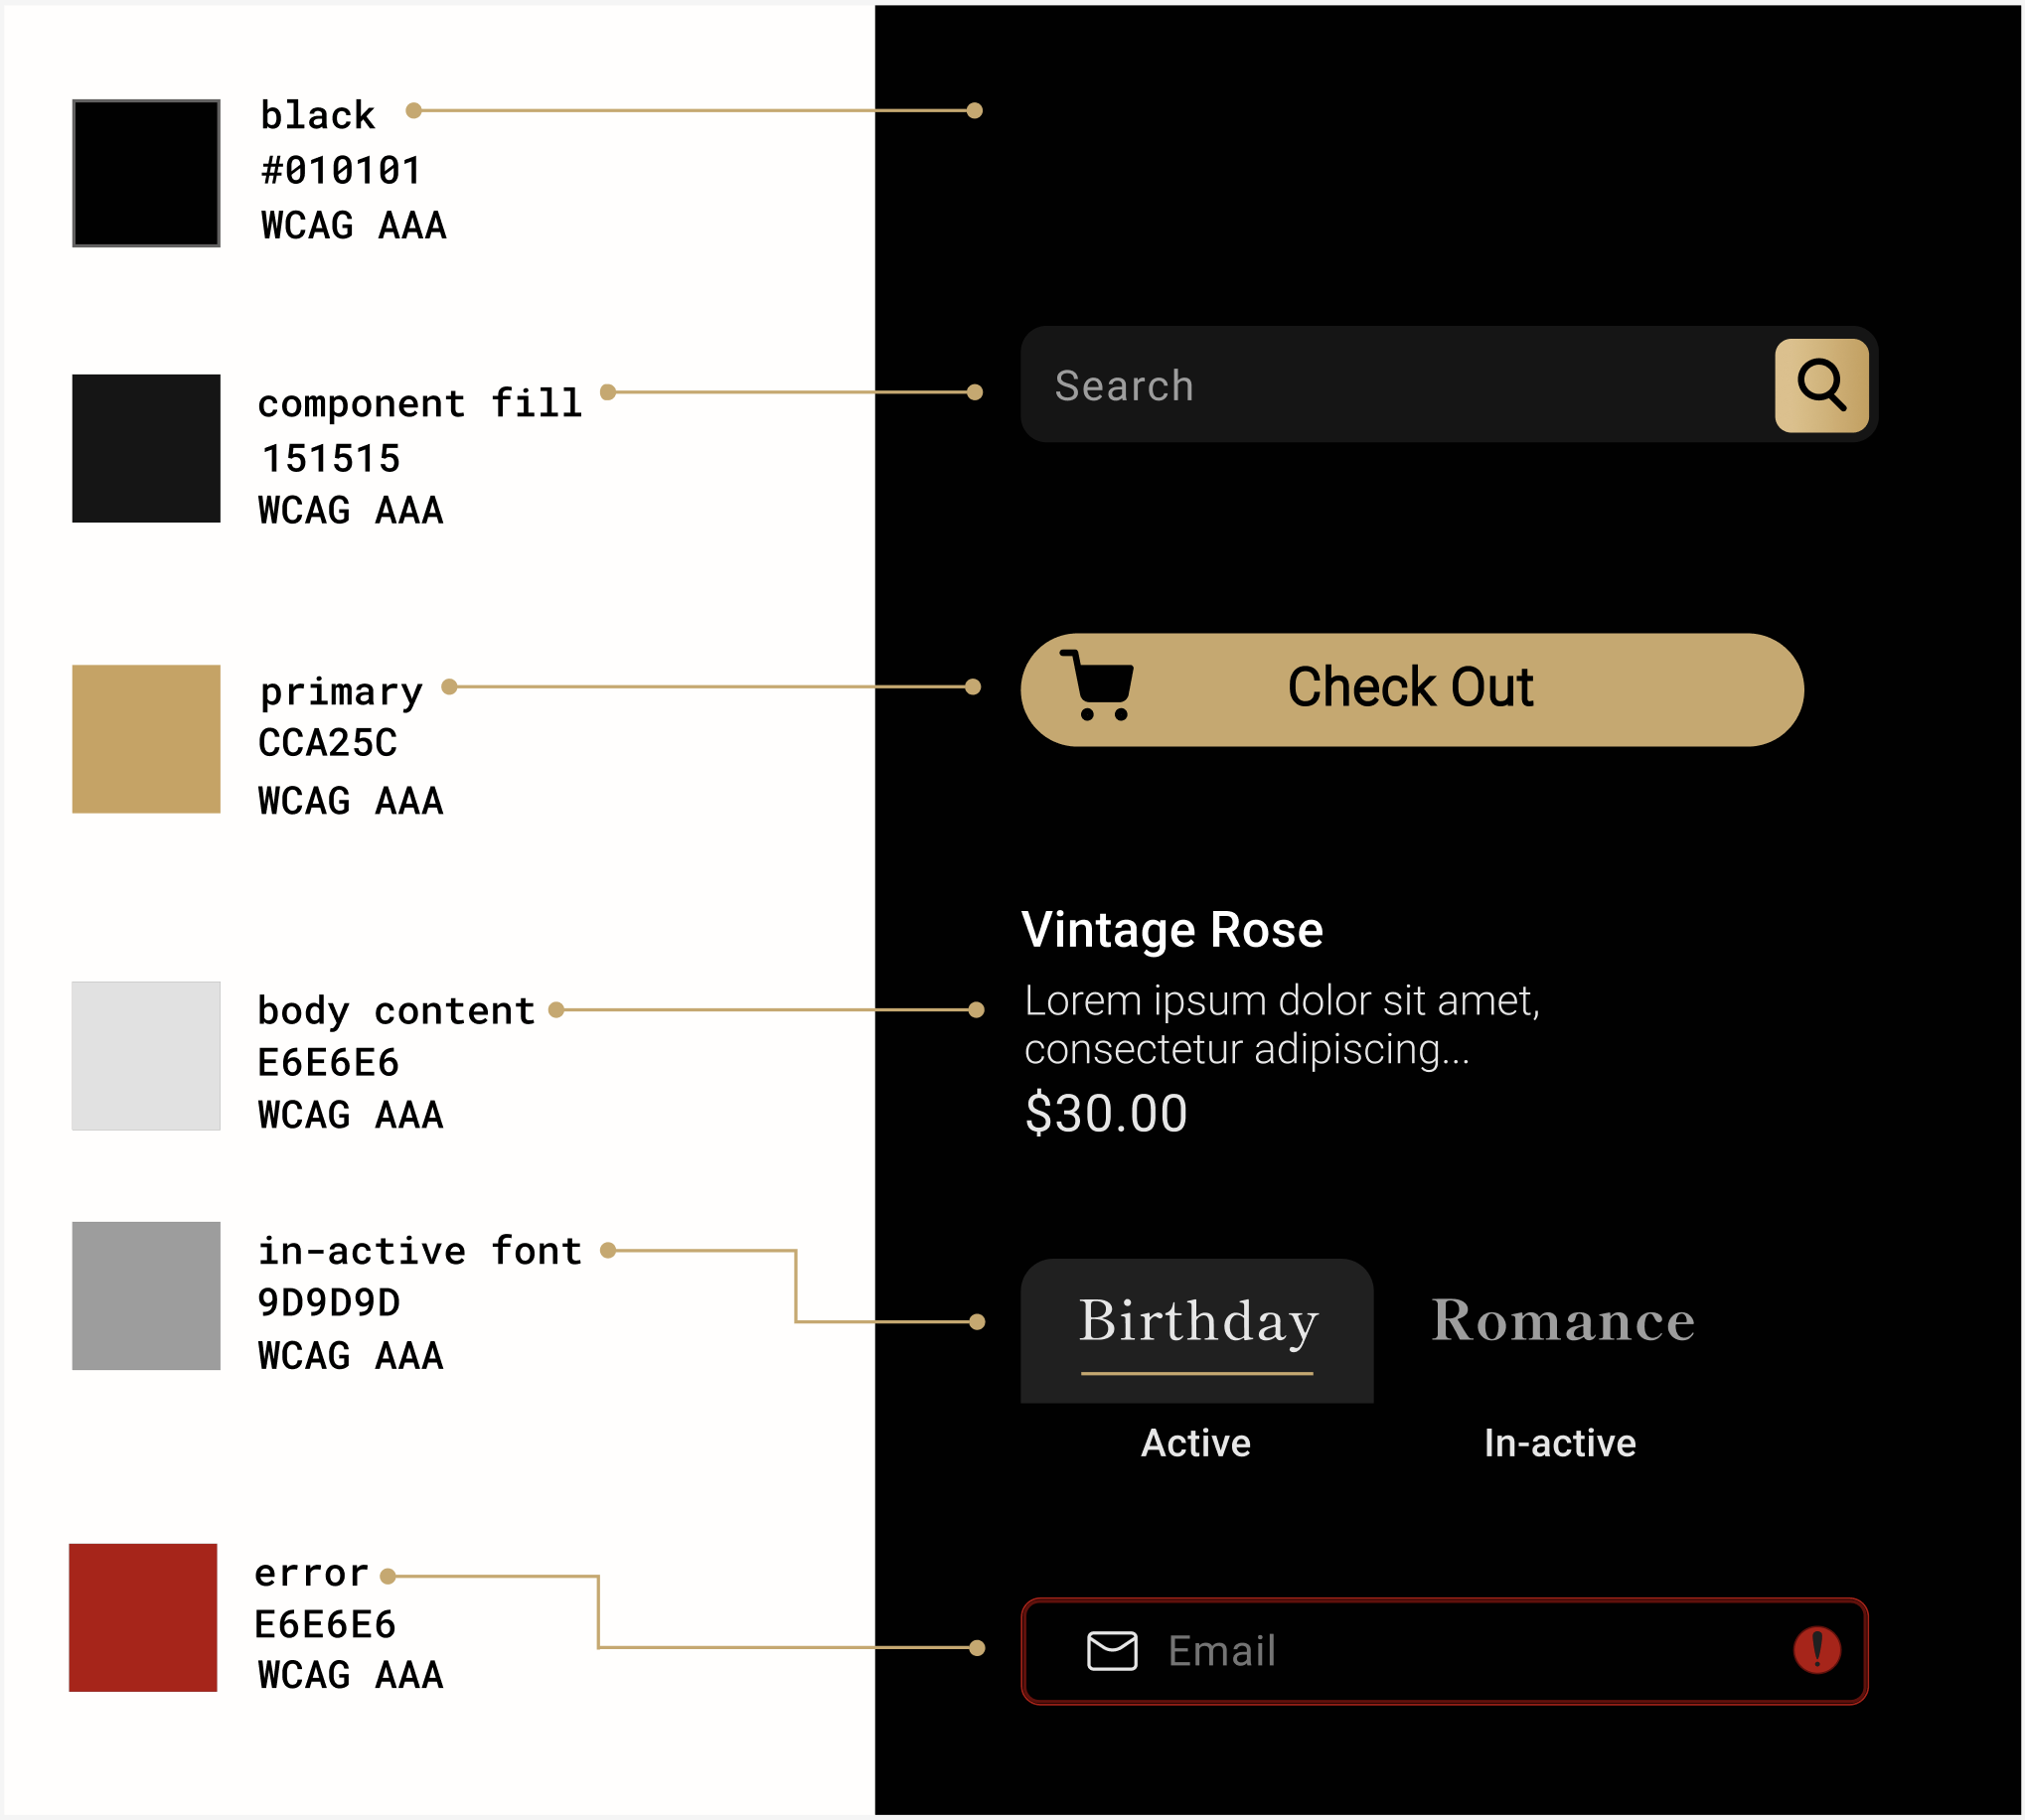 black
#010101
WCAG AAA
component fill
151515
WCAG AAA
Search
primary
CCA25C
WCAG AAA
Check Out
Vintage Rose
body content
E6E6E6
WCAG AAA
Lorem ipsum dolor sit amet,
consectetur adipiscing...
$30.00
in-active font
9D9D9D
WCAG AAA
Birthday
Romance
Active
In-active
error
E6E6E6
WCAG AAA
Email